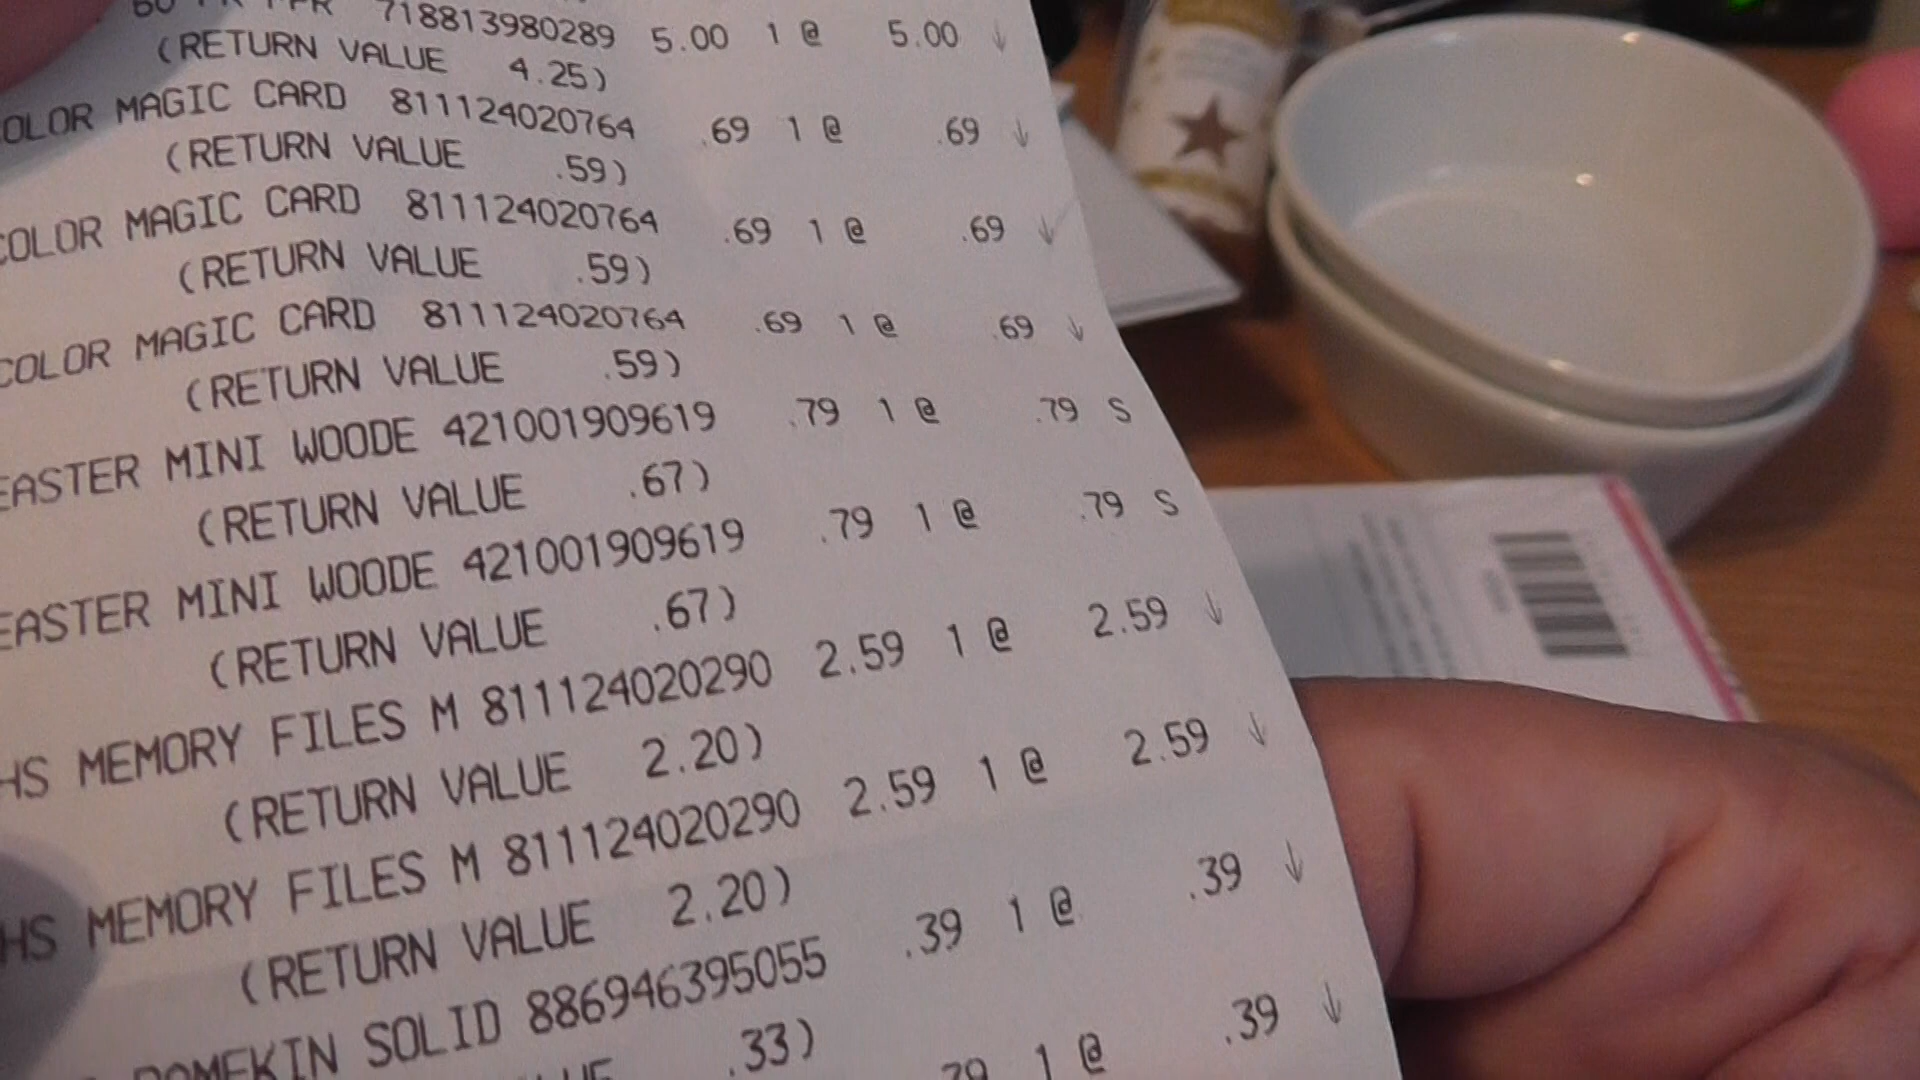 718813980289 5.00 1 @ 5.00 ↓
(RETURN VALUE 4.25)
OLOR MAGIC CARD 811124020764 .69 1 @ .69 ↓
(RETURN VALUE .59)
COLOR MAGIC CARD 811124020764 .69 1 @ .69 ↓
(RETURN VALUE .59)
COLOR MAGIC CARD 811124020764 .69 1 @ .69 ↓
(RETURN VALUE .59)
EASTER MINI WOODE 421001909619 .79 1 @ .79 S
(RETURN VALUE .67)
EASTER MINI WOODE 421001909619 .79 1 @ .79 S
(RETURN VALUE .67)
HS MEMORY FILES M 811124020290 2.59 1 @ 2.59 ↓
(RETURN VALUE 2.20)
HS MEMORY FILES M 811124020290 2.59 1 @ 2.59 ↓
(RETURN VALUE 2.20)
SOLID 886946395055 .39 1 @ .39 ↓
.33)
1 @ .39 ↓